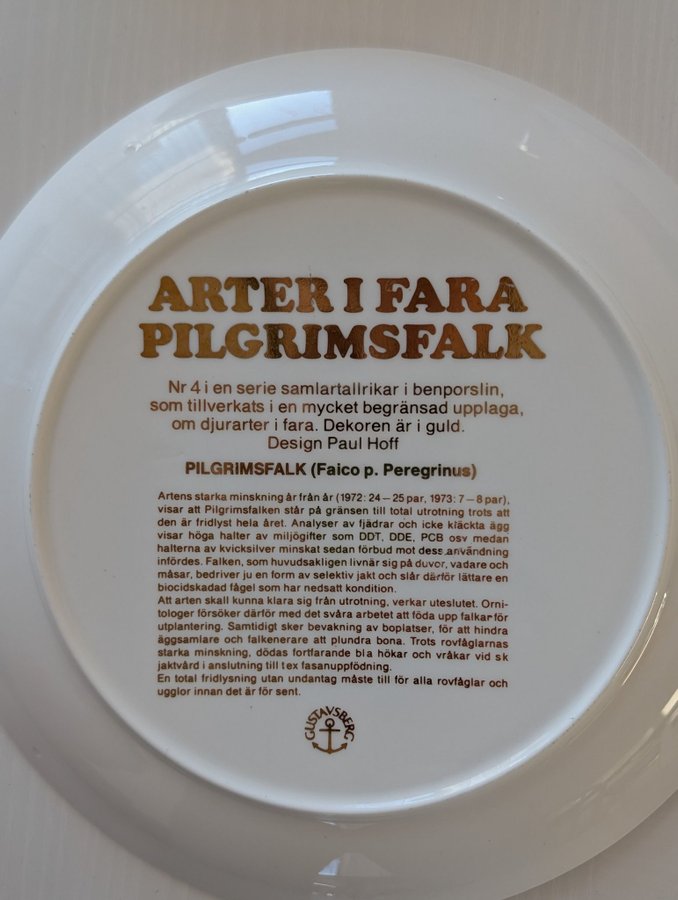 ARTER I FARA
PILGRIMSFALK
Nr 4 i en serie samlartallrikar i benporslin,
som tillverkats i en mycket begränsad upplaga,
om djurarter i fara. Dekoren är i guld.
Design Paul Hoff
PILGRIMSFALK (Faico p. Peregrinus)
Artens starka minskning år från år (1972: 24 – 25 par, 1973: 7 – 8 par),
visar att Pilgrimsfalken står på gränsen till total utrotning trots att
den är fridlyst hela året. Analyser av fjädrar och icke kläckta ägg
visar höga halter av miljögifter som DDT, DDE, PCB osv medan
halterna av kvicksilver minskat sedan förbud mot dess användning
infördes. Falken, som huvudsakligen livnär sig på duvor, vadare och
måsar, bedriver ju en form av selektiv jakt och slår därför lättare en
biocidskadad fågel som har nedsatt kondition.
Att arten skall kunna klara sig från utrotning, verkar uteslutet. Orni-
tologer försöker därför med det svåra arbetet att föda upp falkar för
utplantering. Samtidigt sker bevakning av boplatser, för att hindra
äggsamlare och falkenerare att plundra bona. Trots rovfåglarnas
starka minskning, dödas fortfarande bla hökar och vråkar vid sk
jaktvård i anslutning till tex fasanuppfödning.
En total fridlysning utan undantag måste till för alla rovfåglar och
ugglor innan det är för sent.
GUSTAVSBERG